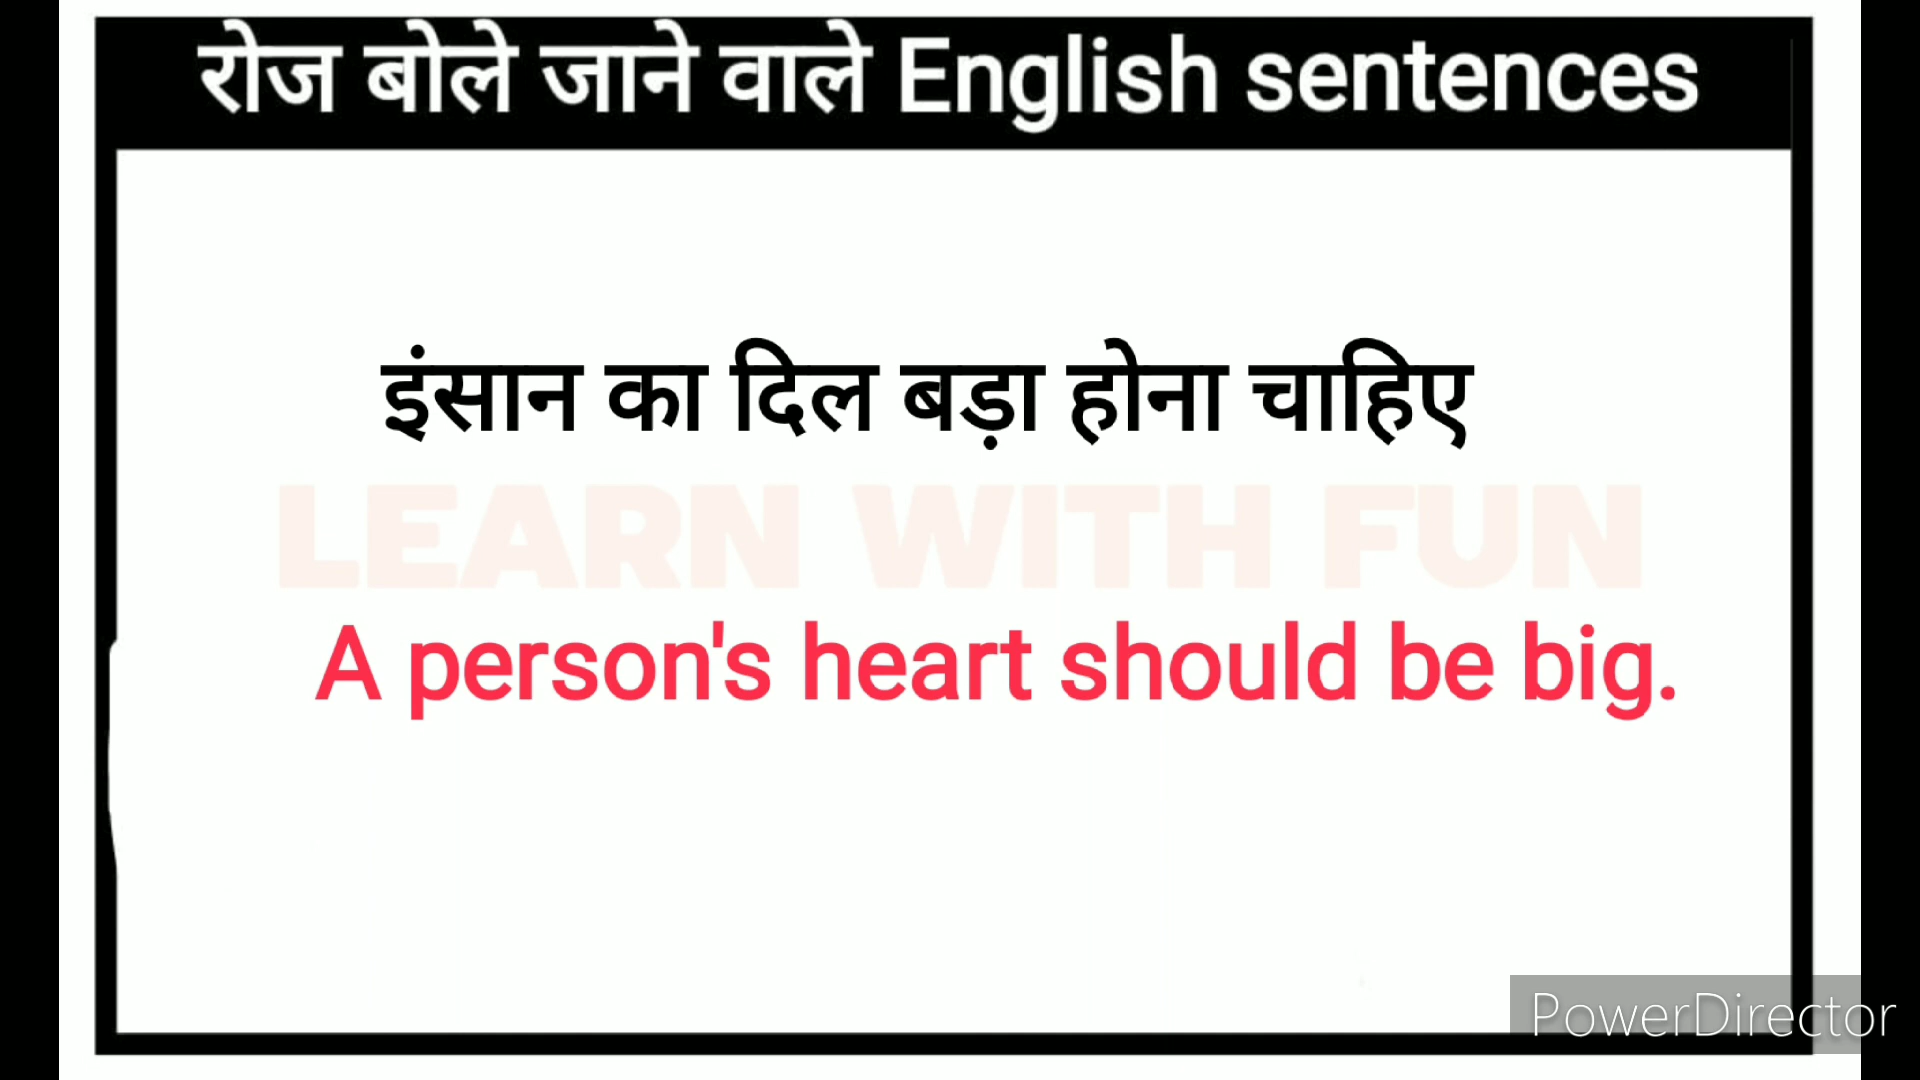 रोज बोले जाने वाले English sentences
इंसान का दिल बड़ा होना चाहिए
LEARN WITH FUN
A person's heart should be big.
PowerDirector